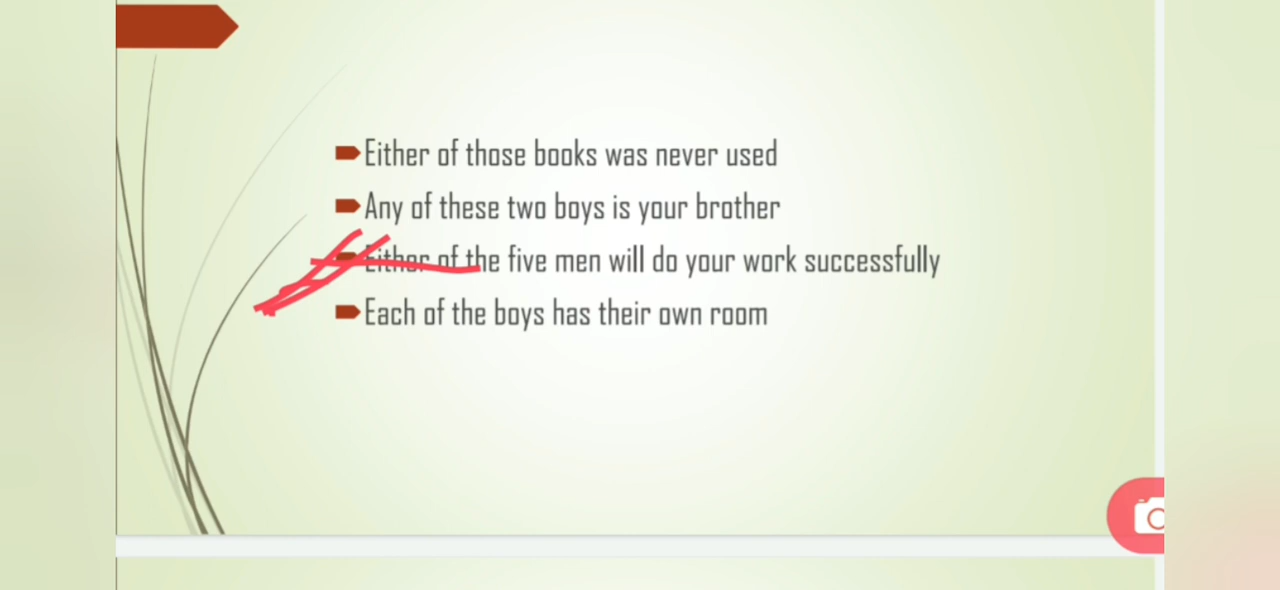 Either of those books was never used
Any of these two boys is your brother
Either of the five men will do your work successfully
Each of the boys has their own room